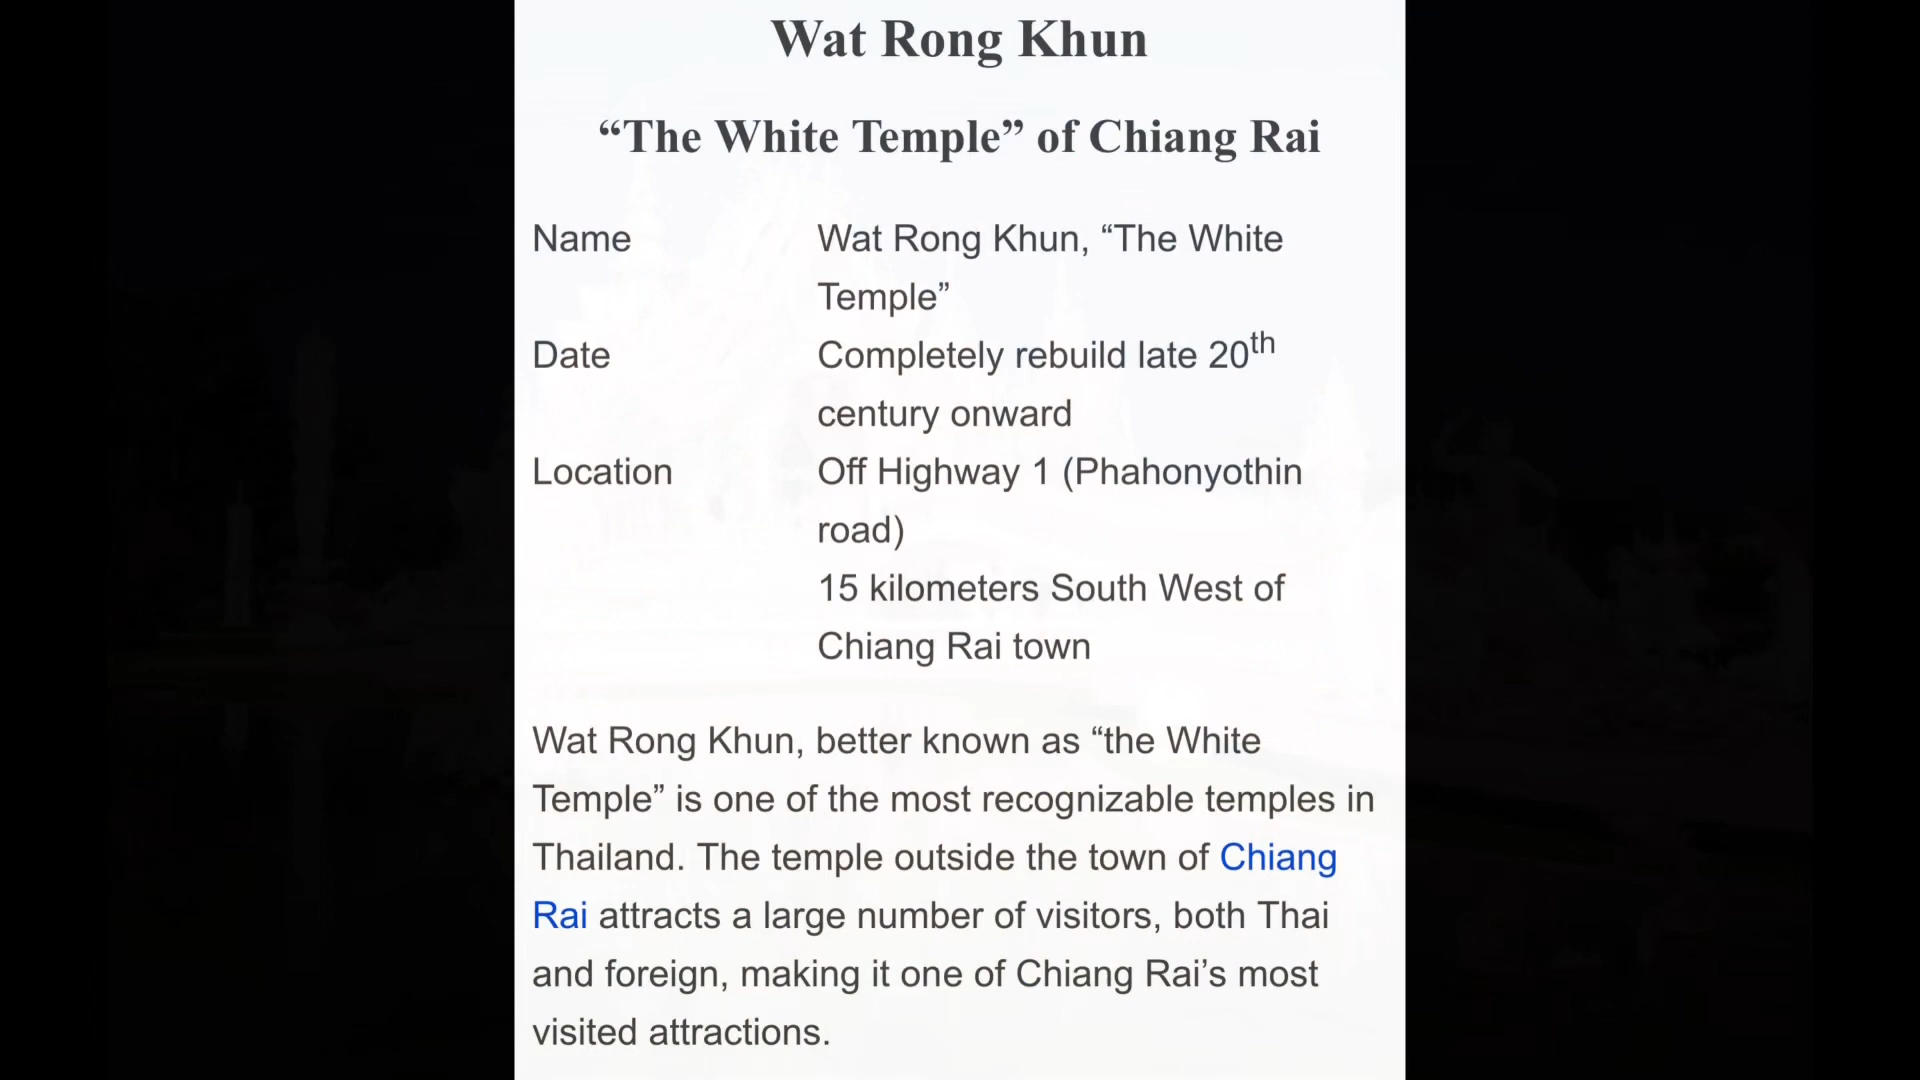 Wat Rong Khun
“The White Temple” of Chiang Rai
Name Wat Rong Khun, “The White
Temple”
Date Completely rebuild late 20th
century onward
Location Off Highway 1 (Phahonyothin
road)
15 kilometers South West of
Chiang Rai town
Wat Rong Khun, better known as “the White
Temple” is one of the most recognizable temples in
Thailand. The temple outside the town of Chiang
Rai attracts a large number of visitors, both Thai
and foreign, making it one of Chiang Rai’s most
visited attractions.